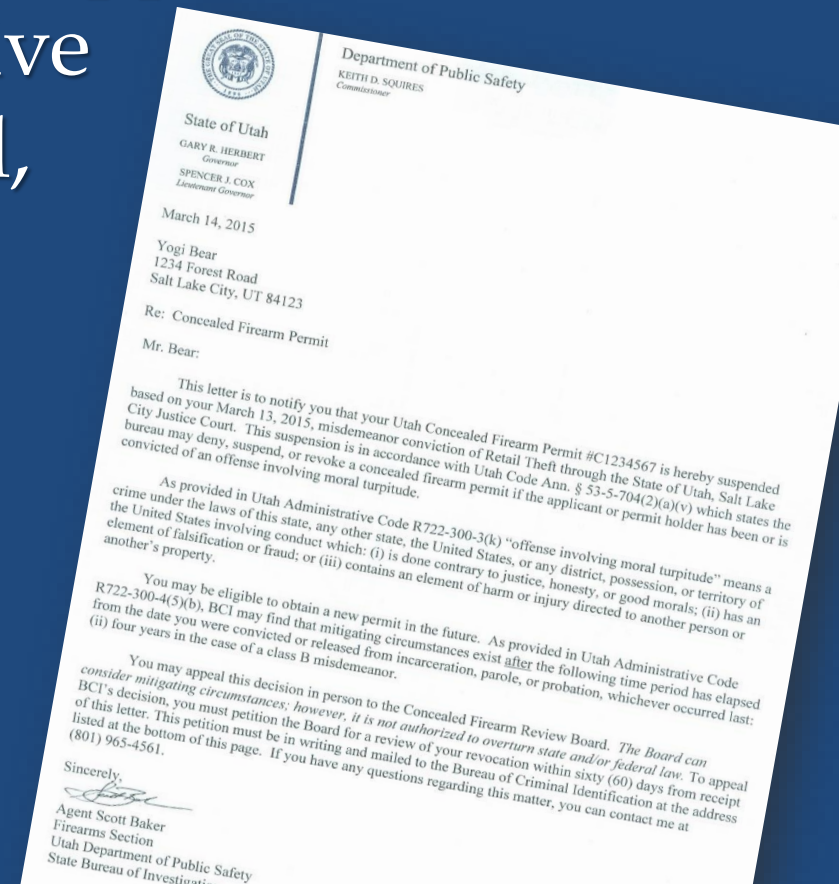 ve
l,
THE GREAT SEAL OF THE STATE OF UTAH
1896
State of Utah
GARY R. HERBERT
Governor
SPENCER J. COX
Lieutenant Governor
Department of Public Safety
KEITH D. SQUIRES
Commissioner
March 14, 2015
Yogi Bear
1234 Forest Road
Salt Lake City, UT 84123
Re: Concealed Firearm Permit
Mr. Bear:
This letter is to notify you that your Utah Concealed Firearm Permit #C1234567 is hereby suspended
based on your March 13, 2015, misdemeanor conviction of Retail Theft through the State of Utah, Salt Lake
City Justice Court. This suspension is in accordance with Utah Code Ann. § 53-5-704(2)(a)(v) which states the
bureau may deny, suspend, or revoke a concealed firearm permit if the applicant or permit holder has been or is
convicted of an offense involving moral turpitude.
As provided in Utah Administrative Code R722-300-3(k) “offense involving moral turpitude” means a
crime under the laws of this state, any other state, the United States, or any district, possession, or territory of
the United States involving conduct which: (i) is done contrary to justice, honesty, or good morals; (ii) has an
element of falsification or fraud; or (iii) contains an element of harm or injury directed to another person or
another’s property.
You may be eligible to obtain a new permit in the future. As provided in Utah Administrative Code
R722-300-4(5)(b), BCI may find that mitigating circumstances exist after the following time period has elapsed
from the date you were convicted or released from incarceration, parole, or probation, whichever occurred last:
(ii) four years in the case of a class B misdemeanor.
You may appeal this decision in person to the Concealed Firearm Review Board. The Board can
consider mitigating circumstances; however, it is not authorized to overturn state and/or federal law. To appeal
BCI’s decision, you must petition the Board for a review of your revocation within sixty (60) days from receipt
of this letter. This petition must be in writing and mailed to the Bureau of Criminal Identification at the address
listed at the bottom of this page. If you have any questions regarding this matter, you can contact me at
(801) 965-4561.
Sincerely,
Agent Scott Baker
Firearms Section
Utah Department of Public Safety
State Bureau of Investigati